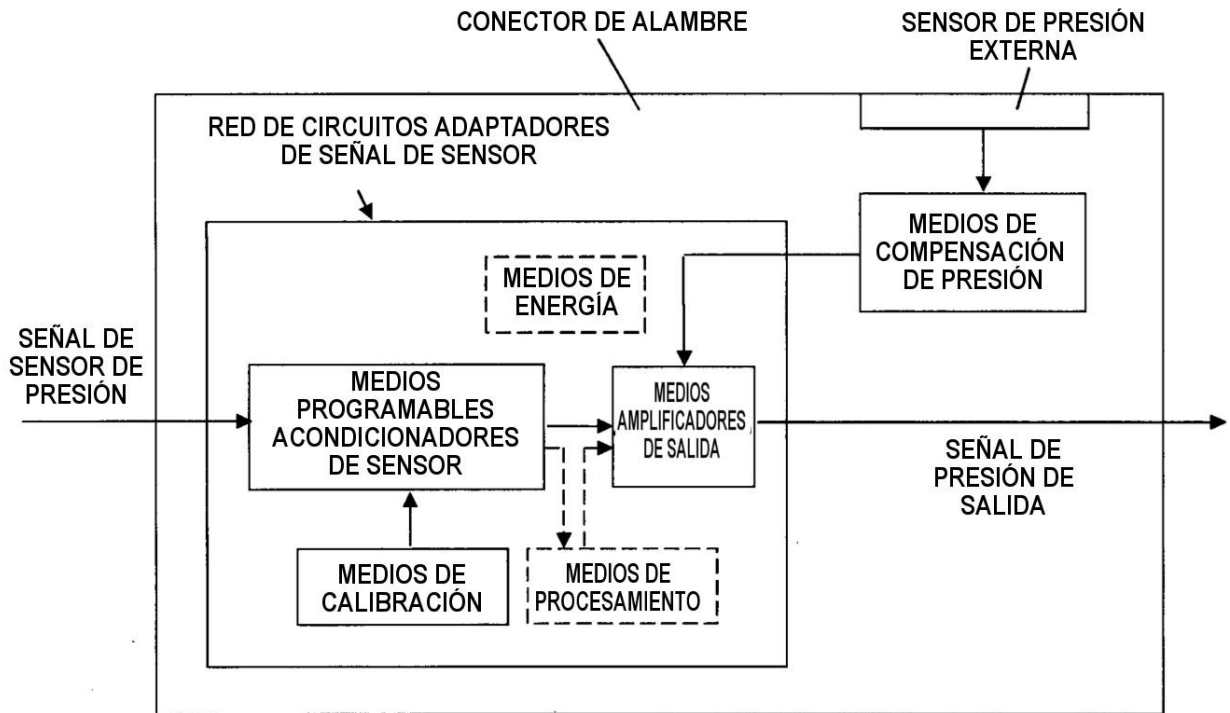 CONECTOR DE ALAMBRE
SENSOR DE PRESIÓN
EXTERNA
RED DE CIRCUITOS ADAPTADORES
DE SEÑAL DE SENSOR
MEDIOS DE
COMPENSACIÓN
DE PRESIÓN
MEDIOS DE
ENERGÍA
SEÑAL DE
SENSOR DE
PRESIÓN
MEDIOS
PROGRAMABLES
ACONDICIONADORES
DE SENSOR
MEDIOS
AMPLIFICADORES
DE SALIDA
SEÑAL DE
PRESIÓN DE
SALIDA
MEDIOS DE
CALIBRACIÓN
MEDIOS DE
PROCESAMIENTO